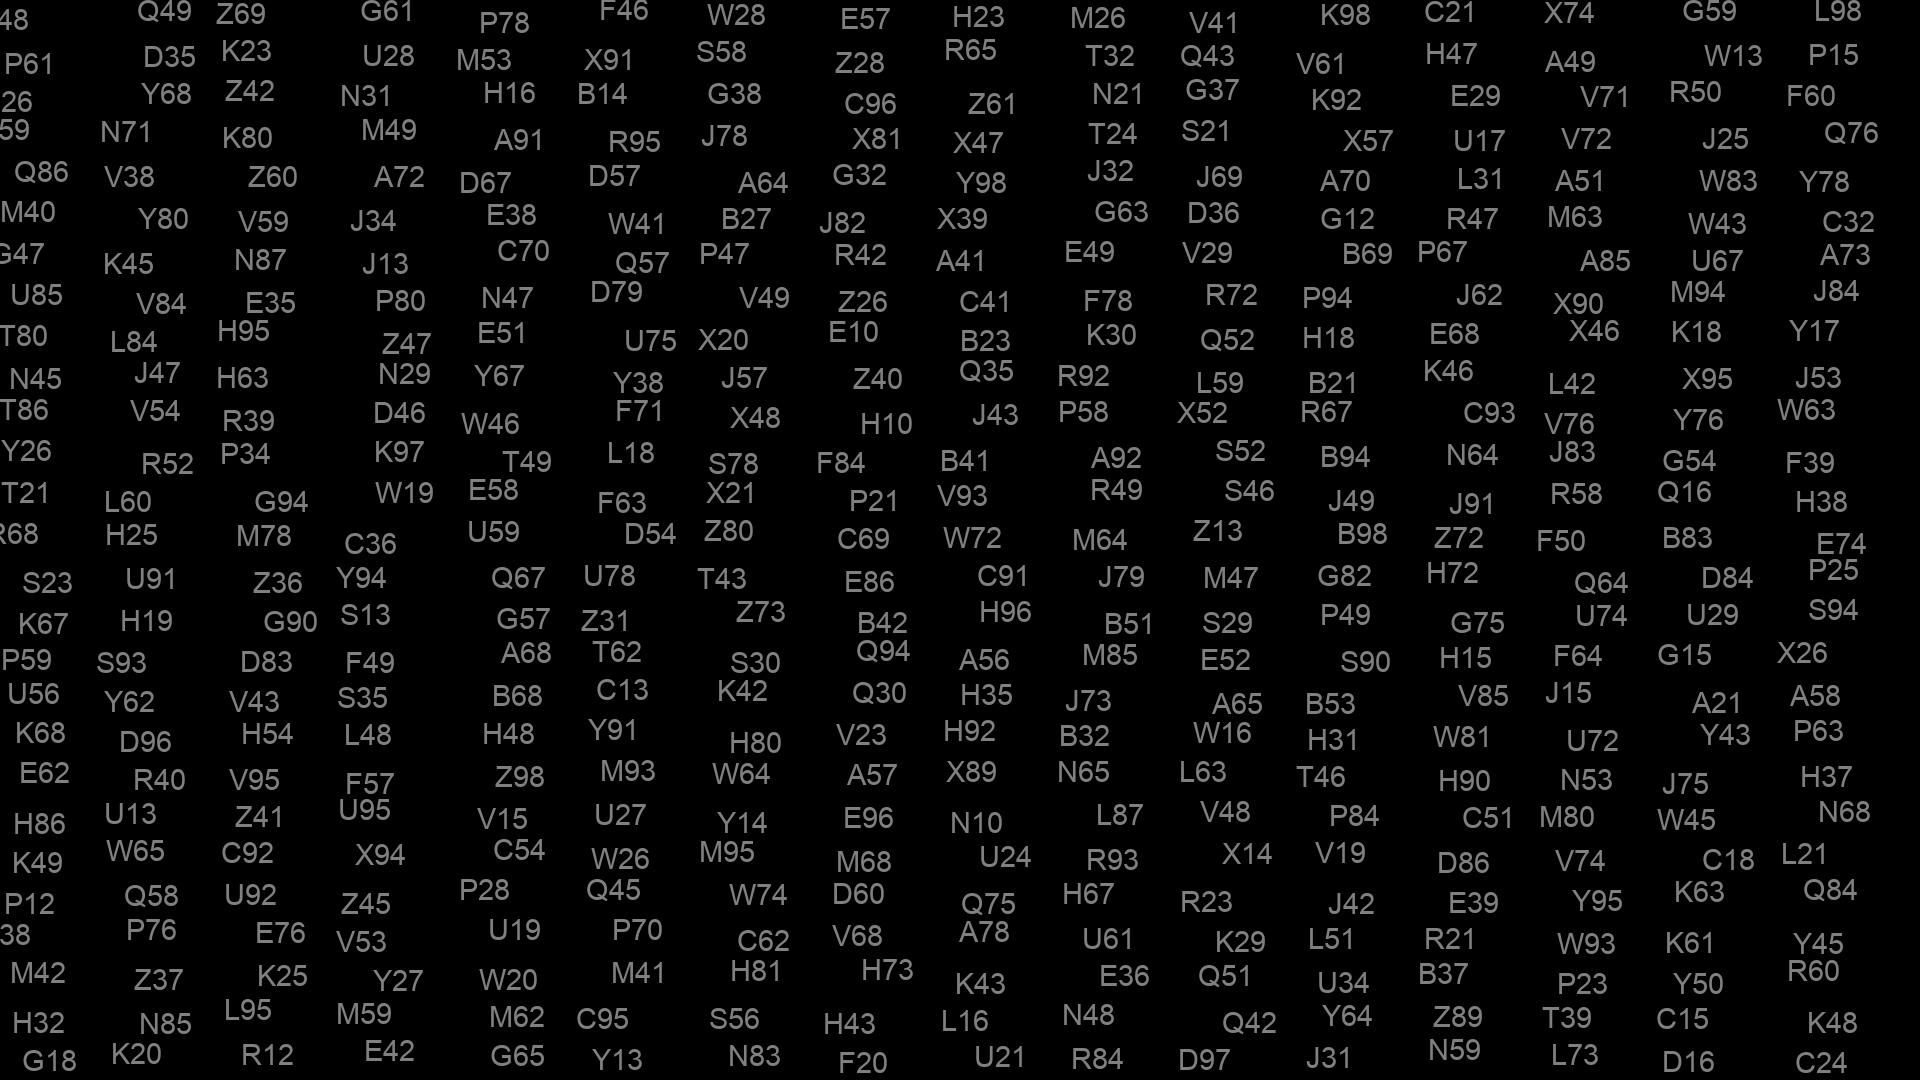 48 Q49 Z69 G61 P78 F46 W28 E57 H23 M26 V41 K98 C21 X74 G59 L98
P61 D35 K23 U28 M53 X91 S58 Z28 R65 T32 Q43 V61 H47 A49 W13 P15
26 Y68 Z42 N31 H16 B14 G38 C96 Z61 N21 G37 K92 E29 V71 R50 F60
59 N71 K80 M49 A91 R95 J78 X81 X47 T24 S21 X57 U17 V72 J25 Q76
Q86 V38 Z60 A72 D67 D57 A64 G32 Y98 J32 J69 A70 L31 A51 W83 Y78
M40 Y80 V59 J34 E38 W41 B27 J82 X39 G63 D36 G12 R47 M63 W43 C32
G47 K45 N87 J13 C70 Q57 P47 R42 A41 E49 V29 B69 P67 A85 U67 A73
U85 V84 E35 P80 N47 D79 V49 Z26 C41 F78 R72 P94 J62 X90 M94 J84
T80 L84 H95 Z47 E51 U75 X20 E10 B23 K30 Q52 H18 E68 X46 K18 Y17
N45 J47 H63 N29 Y67 Y38 J57 Z40 Q35 R92 L59 B21 K46 L42 X95 J53
T86 V54 R39 D46 W46 F71 X48 H10 J43 P58 X52 R67 C93 V76 Y76 W63
Y26 R52 P34 K97 T49 L18 S78 F84 B41 A92 S52 B94 N64 J83 G54 F39
T21 L60 G94 W19 E58 F63 X21 P21 V93 R49 S46 J49 J91 R58 Q16 H38
R68 H25 M78 C36 U59 D54 Z80 C69 W72 M64 Z13 B98 Z72 F50 B83 E74
S23 U91 Z36 Y94 Q67 U78 T43 E86 C91 J79 M47 G82 H72 Q64 D84 P25
K67 H19 G90 S13 G57 Z31 Z73 B42 H96 B51 S29 P49 G75 U74 U29 S94
P59 S93 D83 F49 A68 T62 S30 Q94 A56 M85 E52 S90 H15 F64 G15 X26
U56 Y62 V43 S35 B68 C13 K42 Q30 H35 J73 A65 B53 V85 J15 A21 A58
K68 D96 H54 L48 H48 Y91 H80 V23 H92 B32 W16 H31 W81 U72 Y43 P63
E62 R40 V95 F57 Z98 M93 W64 A57 X89 N65 L63 T46 H90 N53 J75 H37
H86 U13 Z41 U95 V15 U27 Y14 E96 N10 L87 V48 P84 C51 M80 W45 N68
K49 W65 C92 X94 C54 W26 M95 M68 U24 R93 X14 V19 D86 V74 C18 L21
P12 Q58 U92 Z45 P28 Q45 W74 D60 Q75 H67 R23 J42 E39 Y95 K63 Q84
38 P76 E76 V53 U19 P70 C62 V68 A78 U61 K29 L51 R21 W93 K61 Y45
M42 Z37 K25 Y27 W20 M41 H81 H73 K43 E36 Q51 U34 B37 P23 Y50 R60
H32 N85 L95 M59 M62 C95 S56 H43 L16 N48 Q42 Y64 Z89 T39 C15 K48
G18 K20 R12 E42 G65 Y13 N83 F20 U21 R84 D97 J31 N59 L73 D16 C24